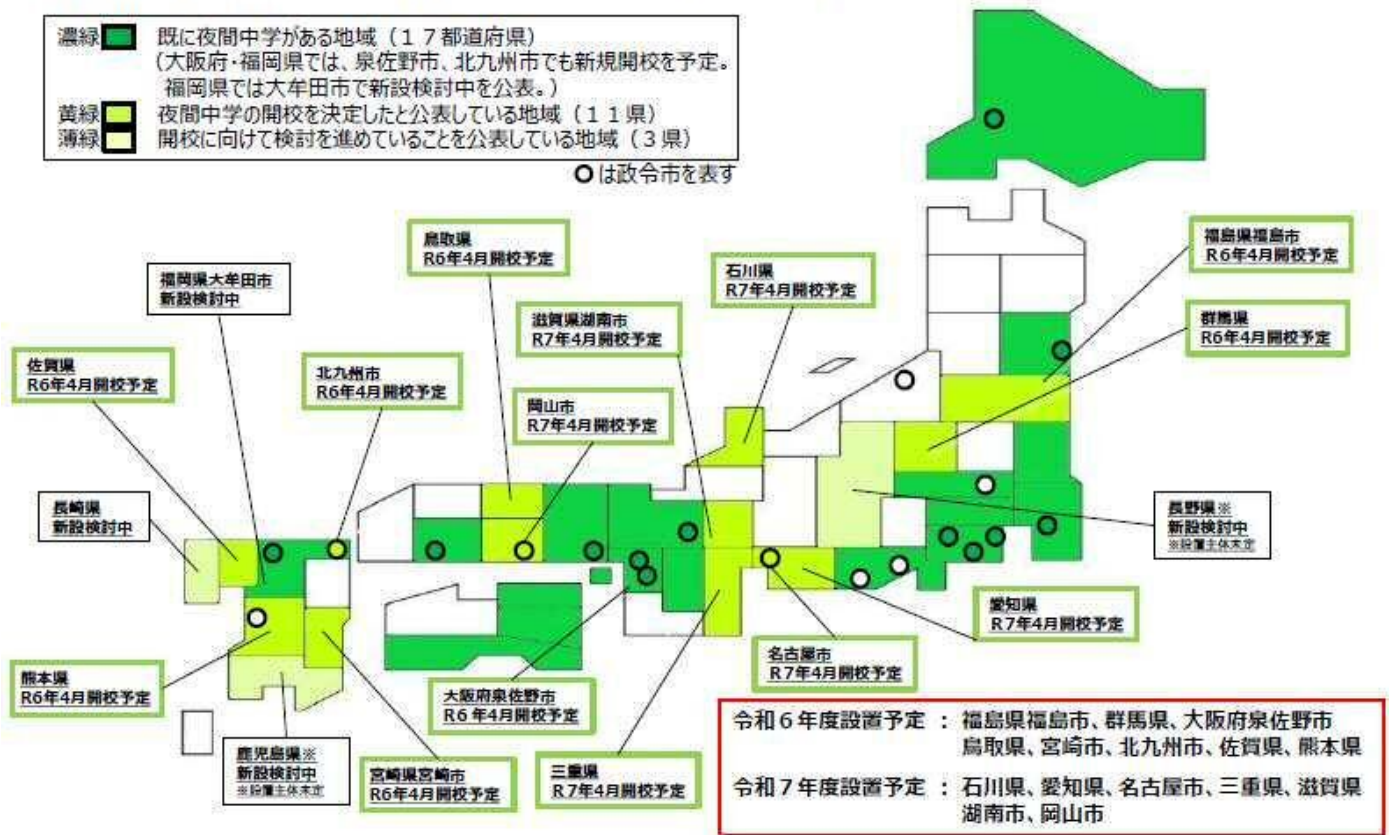 濃緑 既に夜間中学がある地域（１７都道府県）
（大阪府・福岡県では、泉佐野市、北九州市でも新規開校を予定。
福岡県では大牟田市で新設検討中を公表。）
黄緑 夜間中学の開校を決定したと公表している地域（１１県）
薄緑 開校に向けて検討を進めていることを公表している地域（３県）
○は政令市を表す
鳥取県
R6年4月開校予定
石川県
R7年4月開校予定
福島県福島市
R6年4月開校予定
福岡県大牟田市
新設検討中
滋賀県湖南市
R7年4月開校予定
群馬県
R6年4月開校予定
佐賀県
R6年4月開校予定
北九州市
R6年4月開校予定
岡山市
R7年4月開校予定
長崎県
新設検討中
長野県※
新設検討中
※設置主体未定
愛知県
R7年4月開校予定
名古屋市
R7年4月開校予定
熊本県
R6年4月開校予定
大阪府泉佐野市
R６年4月開校予定
鹿児島県※
新設検討中
※設置主体未定
宮崎県宮崎市
R6年4月開校予定
三重県
R7年4月開校予定
令和６年度設置予定 ： 福島県福島市、群馬県、大阪府泉佐野市
鳥取県、宮崎市、北九州市、佐賀県、熊本県
令和７年度設置予定 ： 石川県、愛知県、名古屋市、三重県、滋賀県
湖南市、岡山市